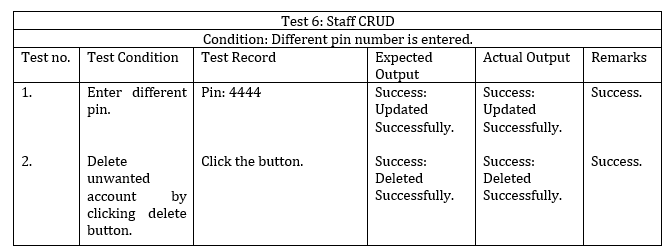 Test 6: Staff CRUD
Condition: Different pin number is entered.
Test no. Test Condition Test Record Expected Output Actual Output Remarks
1. Enter different pin. Pin: 4444 Success: Updated Successfully. Success: Updated Successfully. Success.
2. Delete unwanted account by clicking delete button. Click the button. Success: Deleted Successfully. Success: Deleted Successfully. Success.